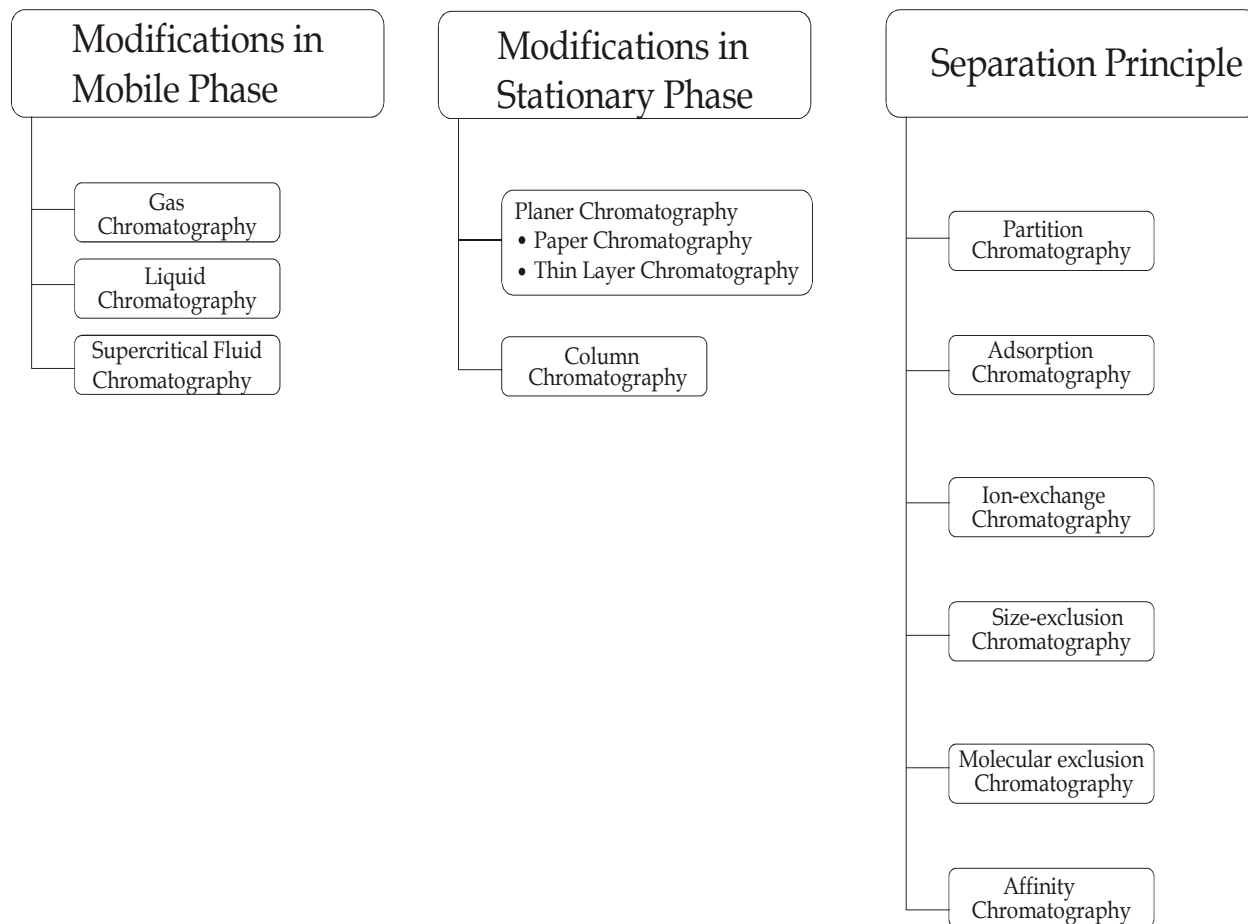 Modifications in
Mobile Phase
Gas
Chromatography
Liquid
Chromatography
Supercritical Fluid
Chromatography
Modifications in
Stationary Phase
Planer Chromatography
• Paper Chromatography
• Thin Layer Chromatography
Column
Chromatography
Separation Principle
Partition
Chromatography
Adsorption
Chromatography
Ion-exchange
Chromatography
Size-exclusion
Chromatography
Molecular exclusion
Chromatography
Affinity
Chromatography